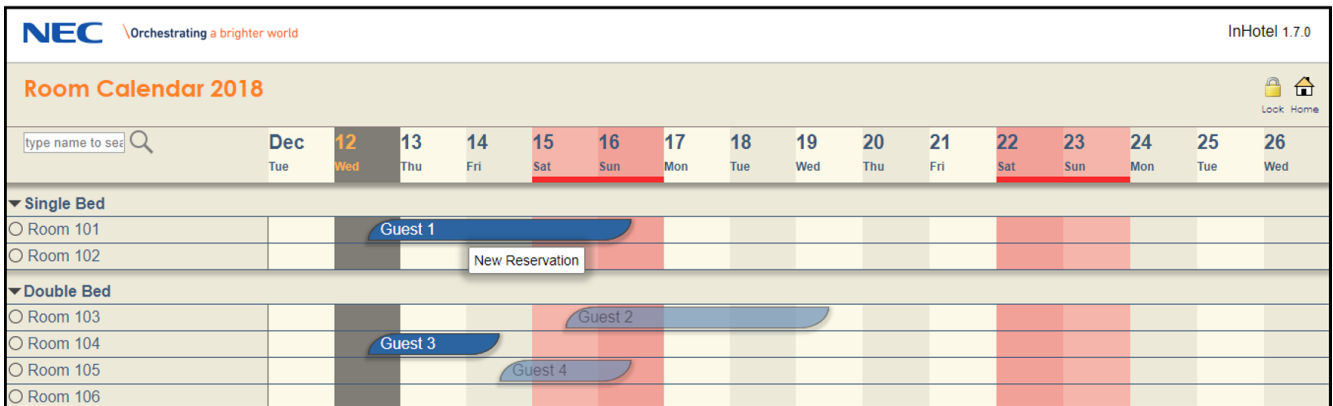 NEC \Orchestrating a brighter world
InHotel 1.7.0
Room Calendar 2018
Lock Home
type name to sea
Dec 12 13 14 15 16 17 18 19 20 21 22 23 24 25 26
Tue Wed Thu Fri Sat Sun Mon Tue Wed Thu Fri Sat Sun Mon Tue Wed
Single Bed
Room 101 Guest 1
Room 102 New Reservation
Double Bed
Room 103 Guest 2
Room 104 Guest 3
Room 105 Guest 4
Room 106